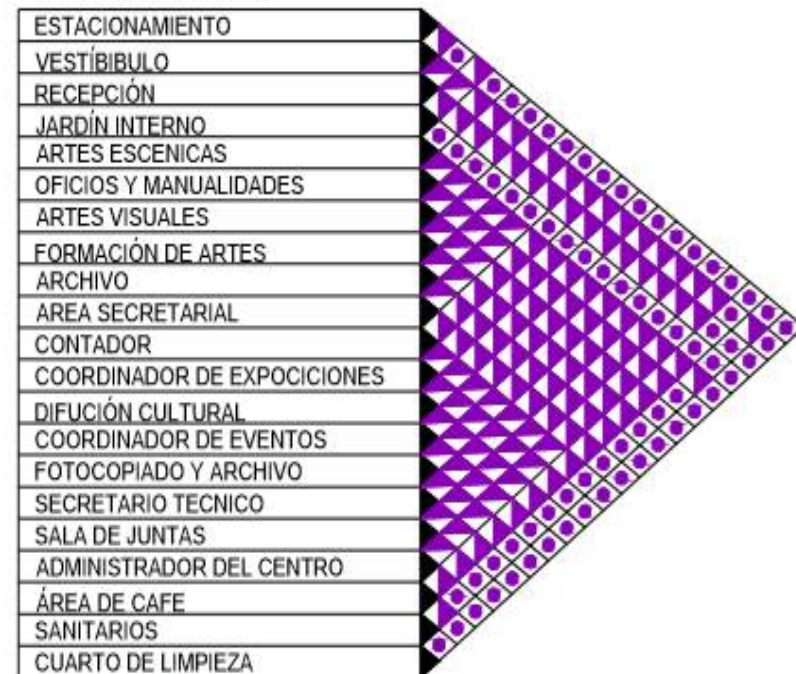 ESTACIONAMIENTO
VESTÍBIBULO
RECEPCIÓN
JARDÍN INTERNO
ARTES ESCENICAS
OFICIOS Y MANUALIDADES
ARTES VISUALES
FORMACIÓN DE ARTES
ARCHIVO
AREA SECRETARIAL
CONTADOR
COORDINADOR DE EXPOCICIONES
DIFUCIÓN CULTURAL
COORDINADOR DE EVENTOS
FOTOCOPIADO Y ARCHIVO
SECRETARIO TECNICO
SALA DE JUNTAS
ADMINISTRADOR DEL CENTRO
ÁREA DE CAFE
SANITARIOS
CUARTO DE LIMPIEZA